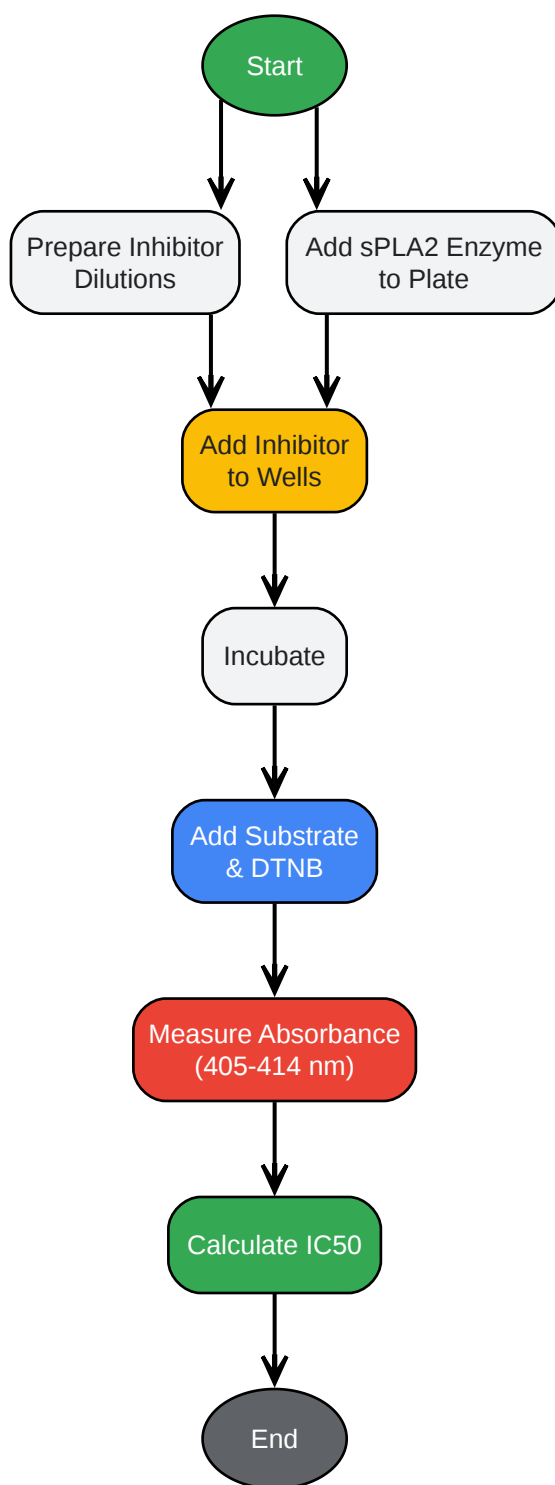 Start
Prepare Inhibitor
Dilutions
Add sPLA2 Enzyme
to Plate
Add Inhibitor
to Wells
Incubate
Add Substrate
& DTNB
Measure Absorbance
(405-414 nm)
Calculate IC50
End